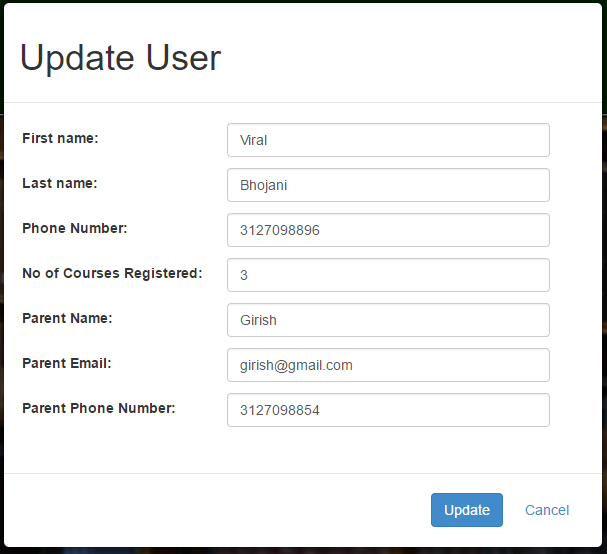 Update User
First name: Viral
Last name: Bhojani
Phone Number: 3127098896
No of Courses Registered: 3
Parent Name: Girish
Parent Email: girish@gmail.com
Parent Phone Number: 3127098854
Update Cancel